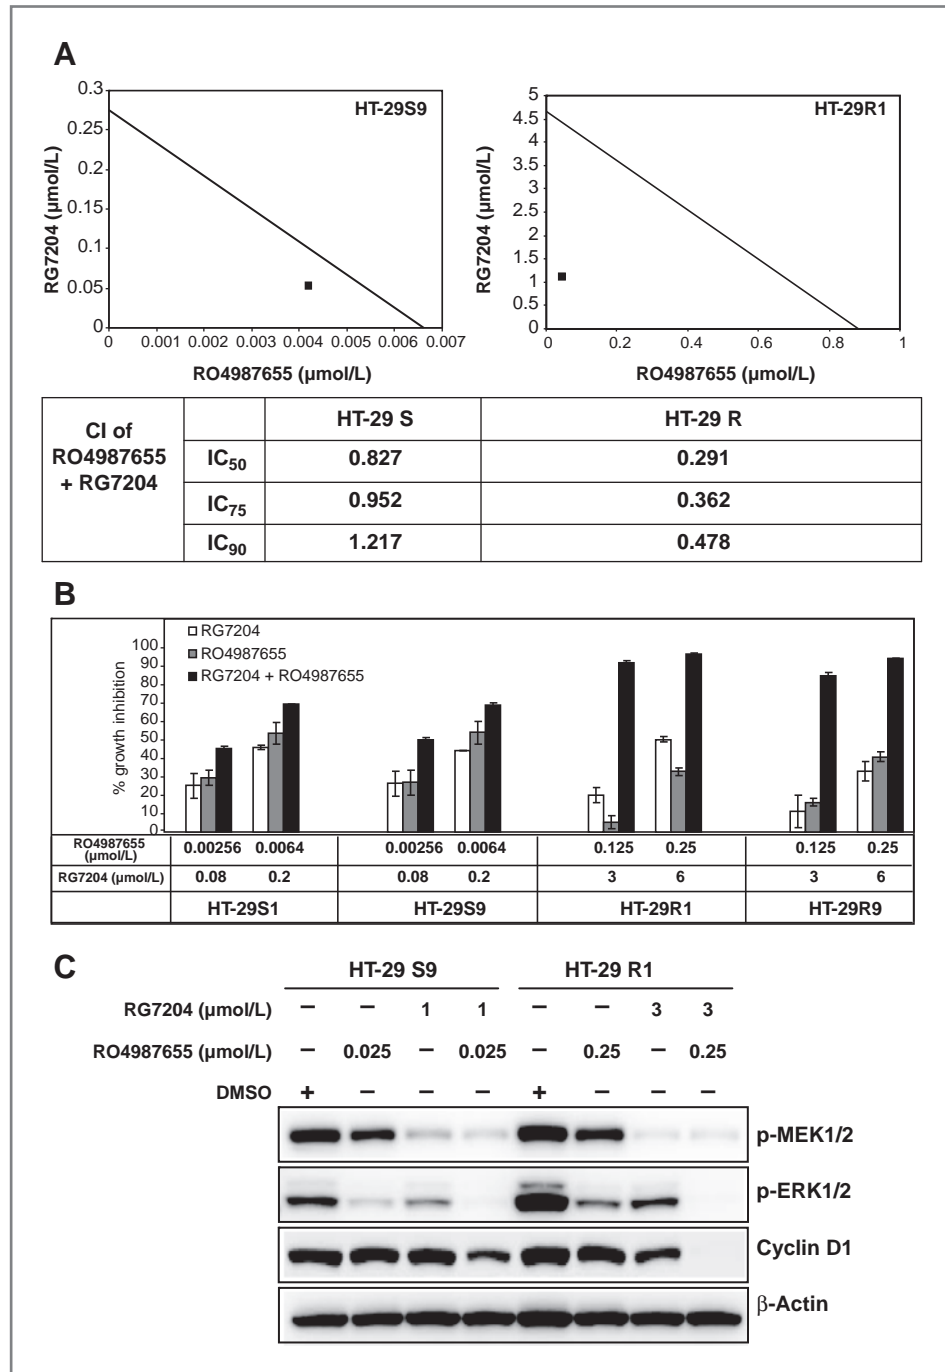 A
HT-29S9
0.3
0.25
0.2
0.15
0.1
0.05
0
RG7204 (µmol/L)
0 0.001 0.002 0.003 0.004 0.005 0.006 0.007
RO4987655 (µmol/L)
HT-29R1
5
4.5
4
3.5
3
2.5
2
1.5
1
0.5
0
RG7204 (µmol/L)
0 0.2 0.4 0.6 0.8 1
RO4987655 (µmol/L)
CI of
RO4987655
+ RG7204
HT-29 S HT-29 R
IC50 0.827 0.291
IC75 0.952 0.362
IC90 1.217 0.478
B
% growth inhibition
100
90
80
70
60
50
40
30
20
10
0
RG7204
RO4987655
RG7204 + RO4987655
RO4987655
(µmol/L)
0.00256 0.0064 0.00256 0.0064 0.125 0.25 0.125 0.25
RG7204 (µmol/L) 0.08 0.2 0.08 0.2 3 6 3 6
HT-29S1 HT-29S9 HT-29R1 HT-29R9
C
HT-29 S9 HT-29 R1
RG7204 (µmol/L) – – 1 1 – – 3 3
RO4987655 (µmol/L) – 0.025 – 0.025 – 0.25 – 0.25
DMSO + – – – + – – –
p-MEK1/2
p-ERK1/2
Cyclin D1
β-Actin